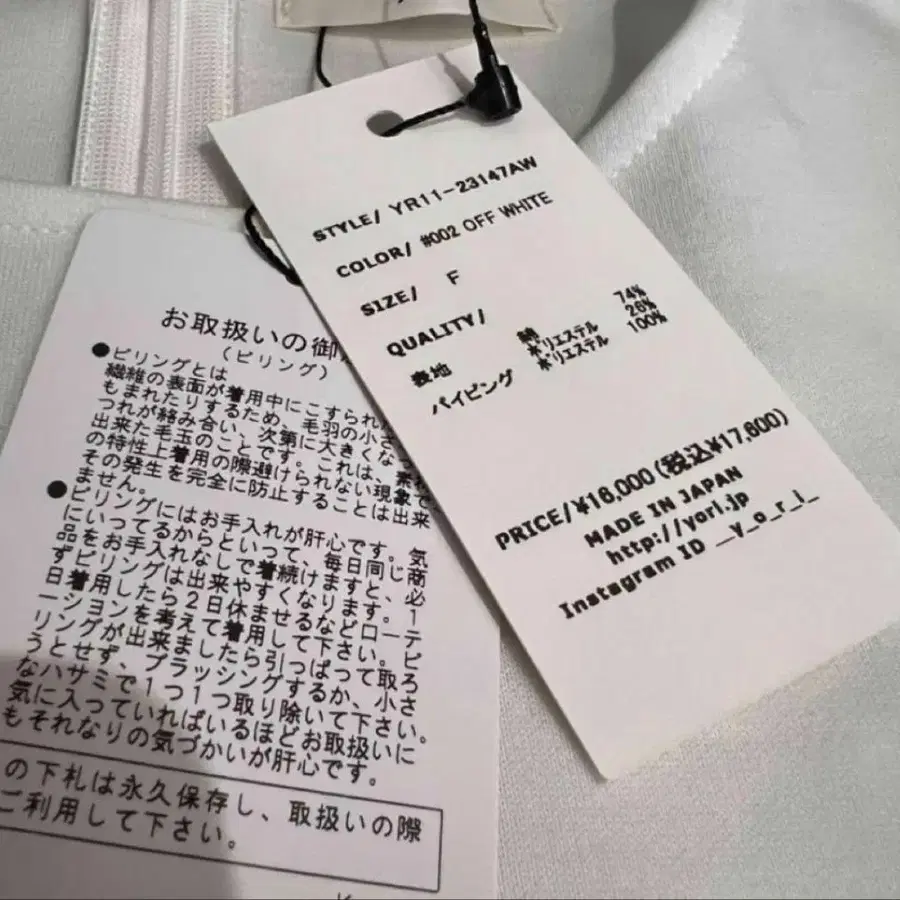 STYLE/ YR11-23147AW
COLOR/ #002 OFF WHITE
SIZE/ F
QUALITY/
表地 綿 74%
ポリエステル 26%
パイピング ポリエステル 100%
PRICE/¥16,000(税込¥17,600)
MADE IN JAPAN
http://yori.jp
Instagram ID _y_o_r_i_
お取扱いの御
(ピリング)
●ピリングとは
繊維の表面が着用中にこすられた
もまれたりするため、毛羽の小さ
つれが絡み合い、次第に大きくなっ
出来た毛玉のことです。これは、素材
の特性上着用の際避けられない現象で、
その発生を完全に防止することは出来
ません。
●ピリングにはお手入れが肝心です。気
にいってるからといって、毎日同じ商
品をお手入れなしで着続けますと、必
ずピリングは出来やすくなります。1
日着用したら2日休ませるなどローテ
ーションを考えて着用して下さい。ピ
リングが出来ましたら引っぱって取ろ
うとせず、ブラッシングするか、小さ
なハサミで1つ1つ取り除いて下さい。
気に入っていればいるほどお取扱いに
もそれなりの気づかいが肝心です。
の下札は永久保存し、取扱いの際
ご利用して下さい。